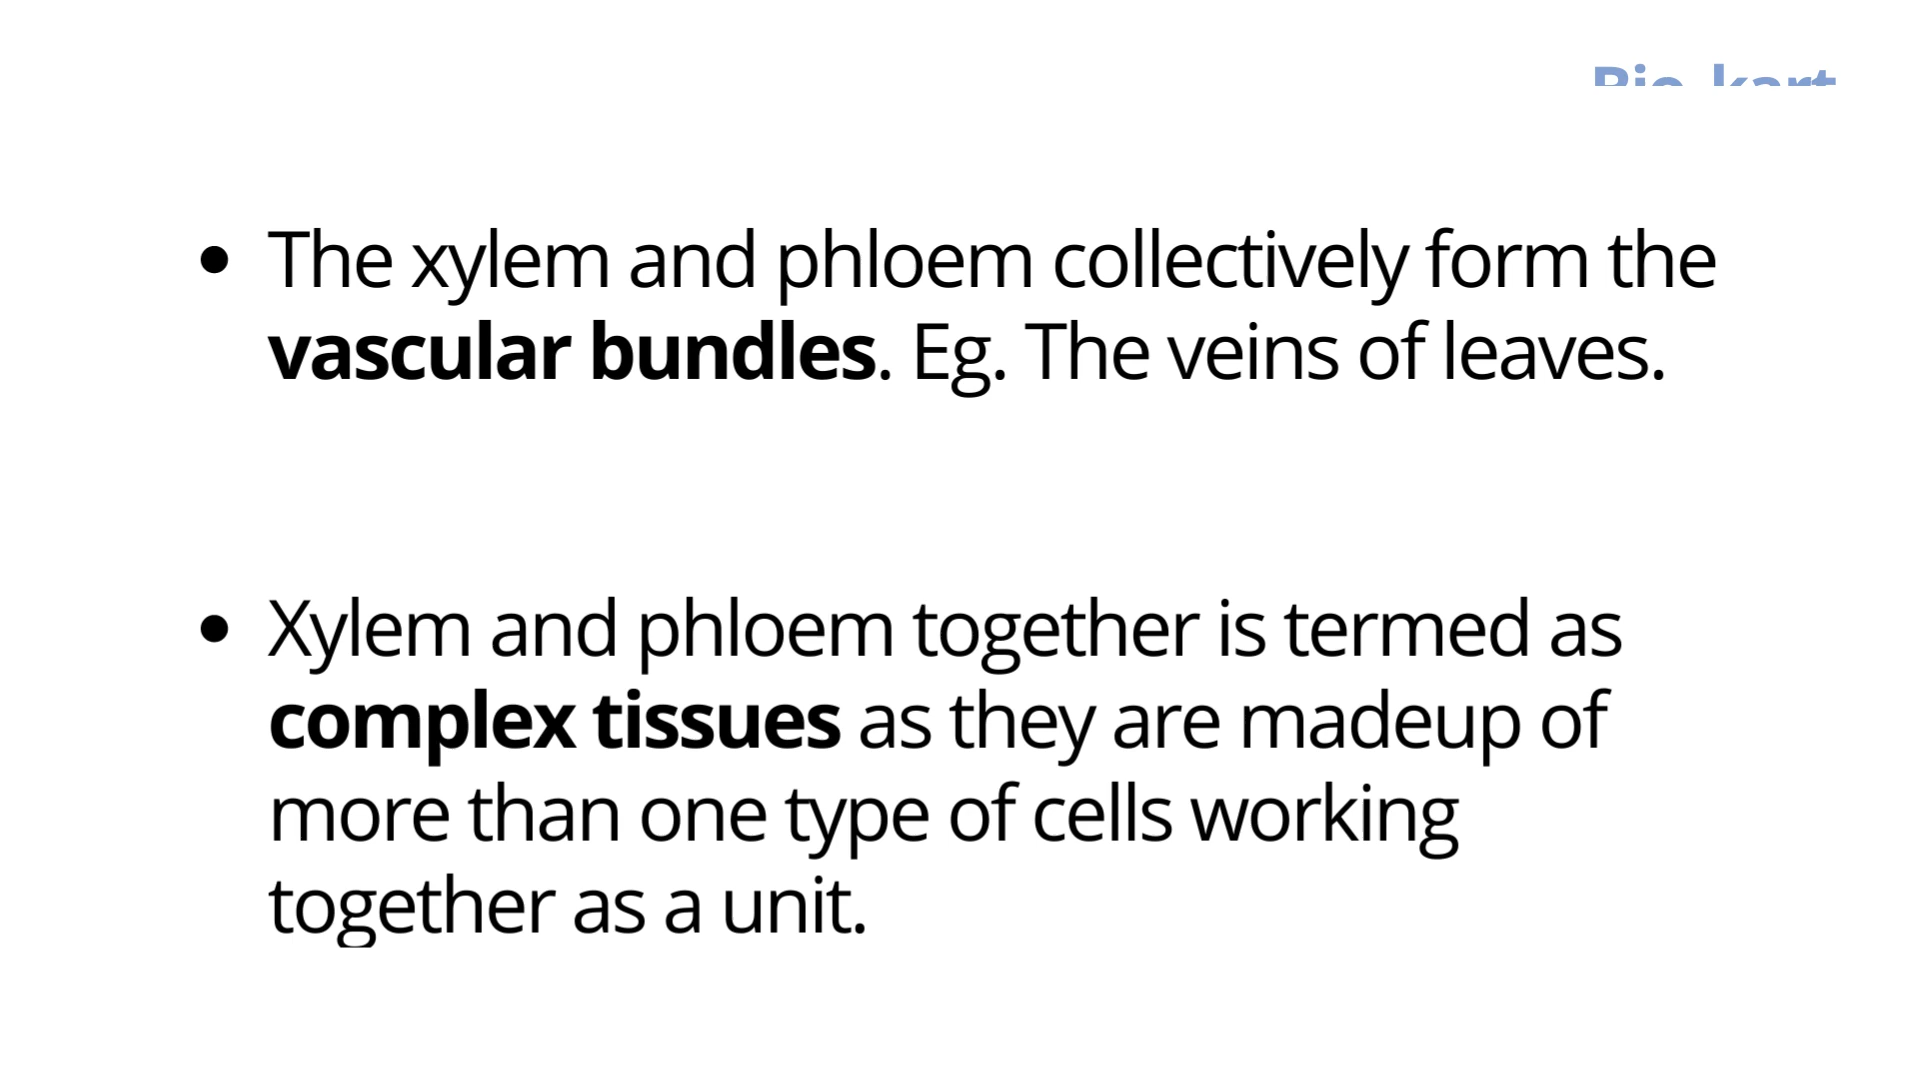 Bio-kart
• The xylem and phloem collectively form the
vascular bundles. Eg. The veins of leaves.
• Xylem and phloem together is termed as
complex tissues as they are madeup of
more than one type of cells working
together as a unit.